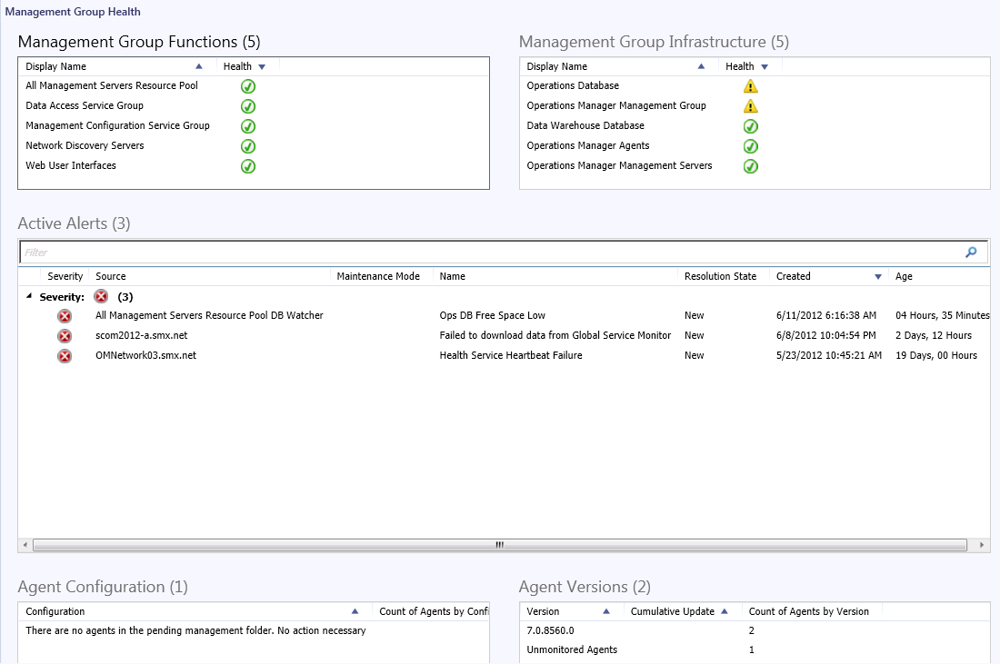 Management Group Health
Management Group Functions (5)
Display Name Health
All Management Servers Resource Pool
Data Access Service Group
Management Configuration Service Group
Network Discovery Servers
Web User Interfaces
Management Group Infrastructure (5)
Display Name Health
Operations Database
Operations Manager Management Group
Data Warehouse Database
Operations Manager Agents
Operations Manager Management Servers
Active Alerts (3)
Filter
Severity Source Maintenance Mode Name Resolution State Created Age
Severity: (3)
All Management Servers Resource Pool DB Watcher Ops DB Free Space Low New 6/11/2012 6:16:38 AM 04 Hours, 35 Minutes
scom2012-a.smx.net Failed to download data from Global Service Monitor New 6/8/2012 10:04:54 PM 2 Days, 12 Hours
OMNetwork03.smx.net Health Service Heartbeat Failure New 5/23/2012 10:45:21 AM 19 Days, 00 Hours
Agent Configuration (1)
Configuration Count of Agents by Confi
There are no agents in the pending management folder. No action necessary
Agent Versions (2)
Version Cumulative Update Count of Agents by Version
7.0.8560.0 2
Unmonitored Agents 1